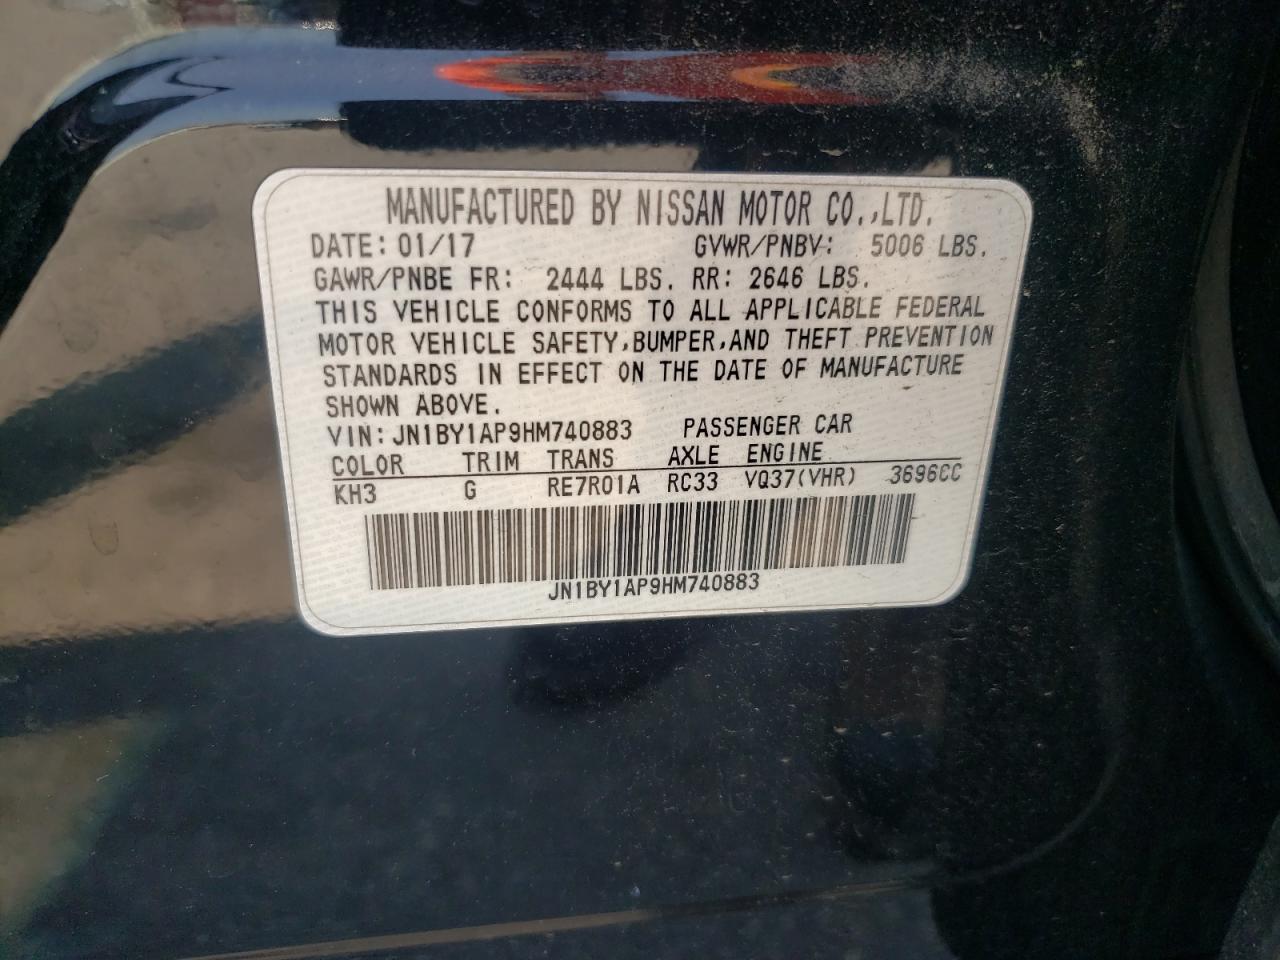 MANUFACTURED BY NISSAN MOTOR CO.,LTD.
DATE: 01/17 GVWR/PNBV: 5006 LBS.
GAWR/PNBE FR: 2444 LBS. RR: 2646 LBS.
THIS VEHICLE CONFORMS TO ALL APPLICABLE FEDERAL
MOTOR VEHICLE SAFETY,BUMPER,AND THEFT PREVENTION
STANDARDS IN EFFECT ON THE DATE OF MANUFACTURE
SHOWN ABOVE.
VIN: JN1BY1AP9HM740883 PASSENGER CAR
COLOR TRIM TRANS AXLE ENGINE
KH3 G RE7R01A RC33 VQ37(VHR) 3696CC
JN1BY1AP9HM740883